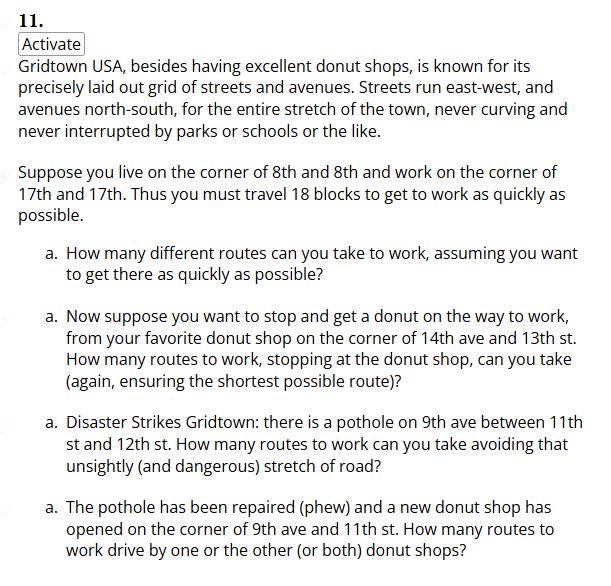 11.
Activate
Gridtown USA, besides having excellent donut shops, is known for its
precisely laid out grid of streets and avenues. Streets run east-west, and
avenues north-south, for the entire stretch of the town, never curving and
never interrupted by parks or schools or the like.
Suppose you live on the corner of 8th and 8th and work on the corner of
17th and 17th. Thus you must travel 18 blocks to get to work as quickly as
possible.
a. How many different routes can you take to work, assuming you want
to get there as quickly as possible?
a. Now suppose you want to stop and get a donut on the way to work,
from your favorite donut shop on the corner of 14th ave and 13th st.
How many routes to work, stopping at the donut shop, can you take
(again, ensuring the shortest possible route)?
a. Disaster Strikes Gridtown: there is a pothole on 9th ave between 11th
st and 12th st. How many routes to work can you take avoiding that
unsightly (and dangerous) stretch of road?
a. The pothole has been repaired (phew) and a new donut shop has
opened on the corner of 9th ave and 11th st. How many routes to
work drive by one or the other (or both) donut shops?